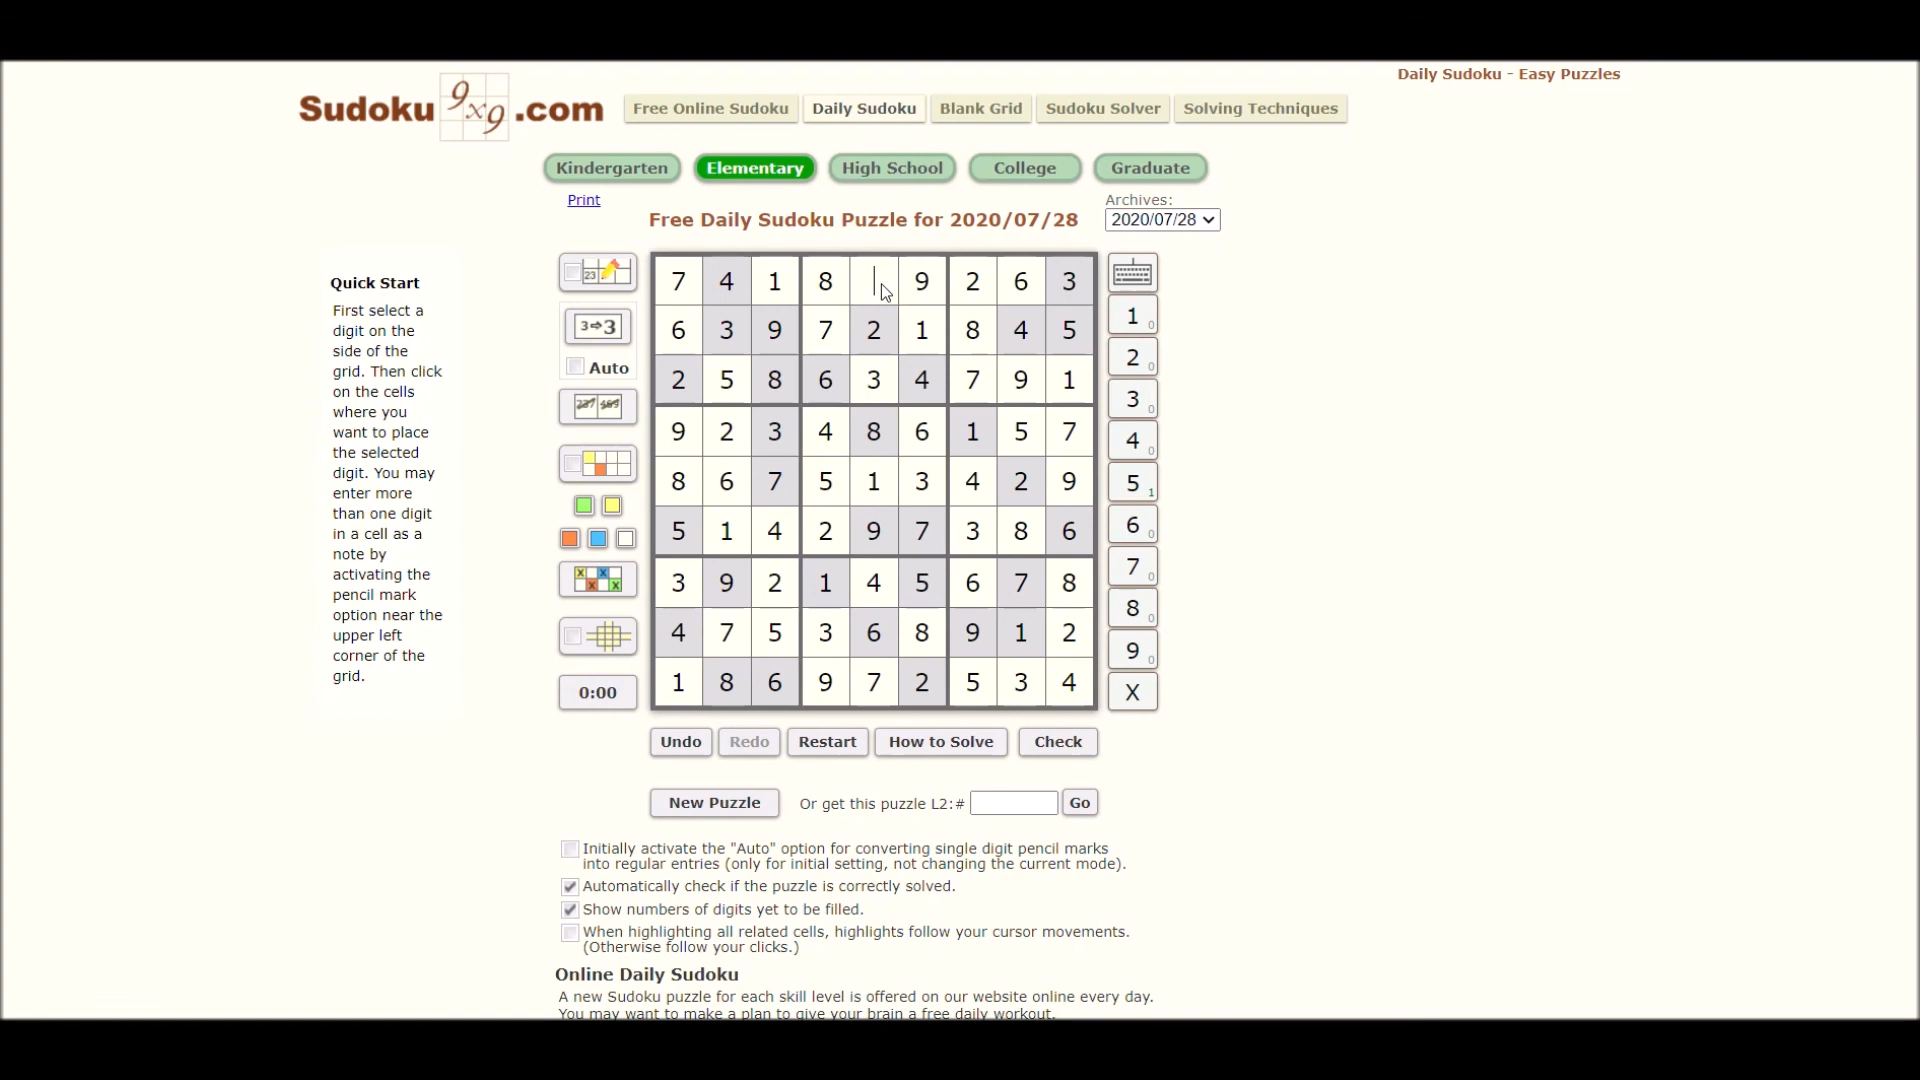 Daily Sudoku - Easy Puzzles
Sudoku 9x9 .com
Free Online Sudoku
Daily Sudoku
Blank Grid
Sudoku Solver
Solving Techniques
Kindergarten
Elementary
High School
College
Graduate
Print
Archives:
Free Daily Sudoku Puzzle for 2020/07/28
2020/07/28
Quick Start
First select a
digit on the
side of the
grid. Then click
on the cells
where you
want to place
the selected
digit. You may
enter more
than one digit
in a cell as a
note by
activating the
pencil mark
option near the
upper left
corner of the
grid.
23
3⇨3
Auto
237 469
X X
X X
0:00
7 4 1 8 9 2 6 3
6 3 9 7 2 1 8 4 5
2 5 8 6 3 4 7 9 1
9 2 3 4 8 6 1 5 7
8 6 7 5 1 3 4 2 9
5 1 4 2 9 7 3 8 6
3 9 2 1 4 5 6 7 8
4 7 5 3 6 8 9 1 2
1 8 6 9 7 2 5 3 4
1 0
2 0
3 0
4 0
5 1
6 0
7 0
8 0
9 0
X
Undo
Redo
Restart
How to Solve
Check
New Puzzle
Or get this puzzle L2:#
Go
Initially activate the "Auto" option for converting single digit pencil marks
into regular entries (only for initial setting, not changing the current mode).
Automatically check if the puzzle is correctly solved.
Show numbers of digits yet to be filled.
When highlighting all related cells, highlights follow your cursor movements.
(Otherwise follow your clicks.)
Online Daily Sudoku
A new Sudoku puzzle for each skill level is offered on our website online every day.
You may want to make a plan to give your brain a free daily workout.